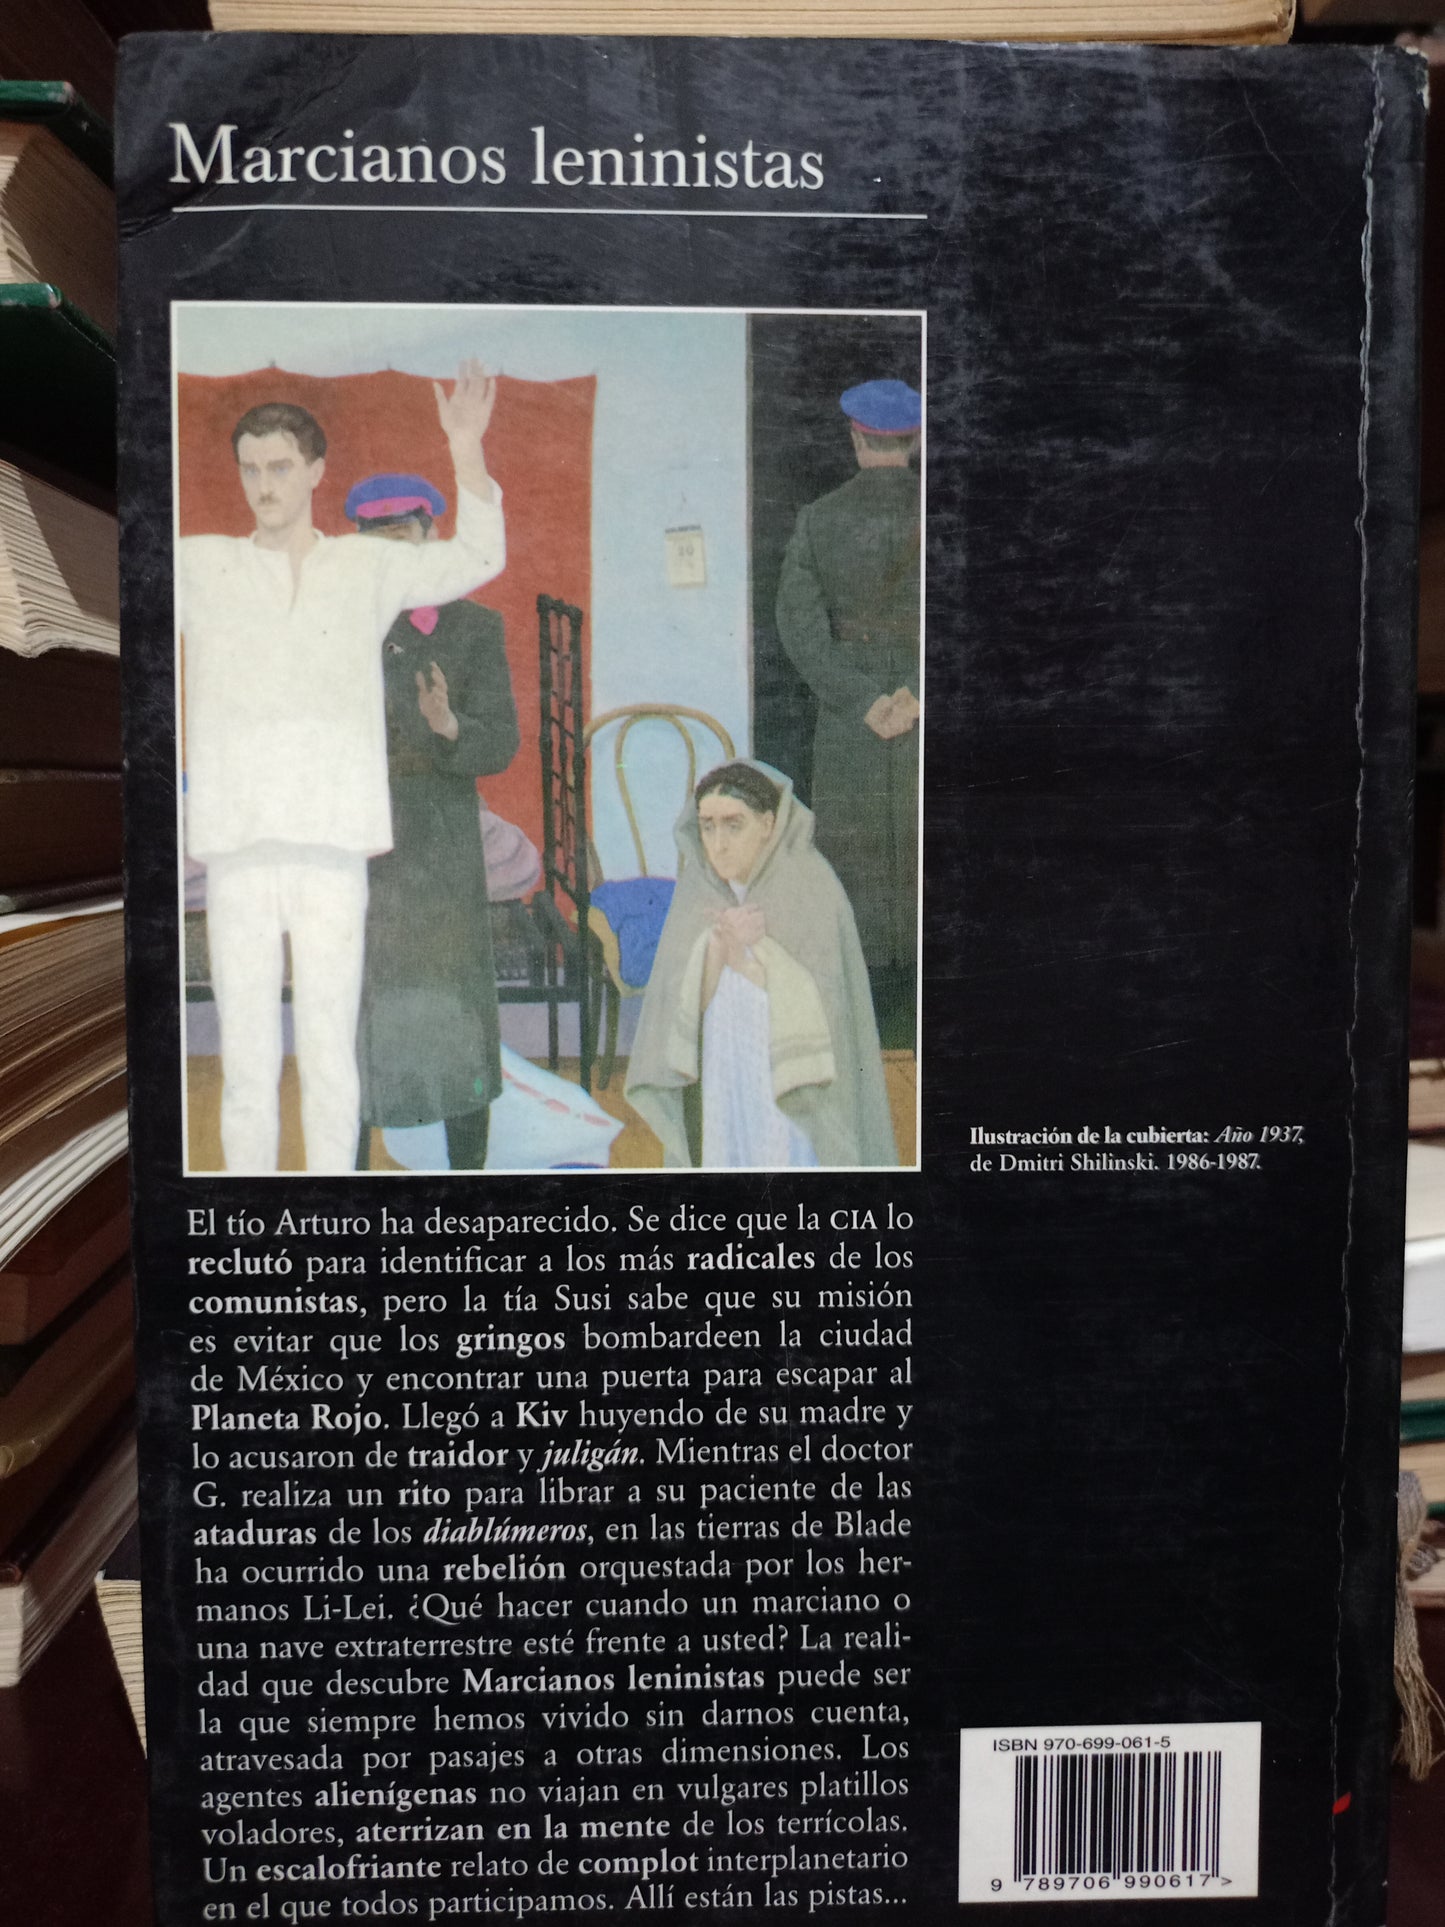 Marcianos leninistas
20
Ilustración de la cubierta: Año 1937,
de Dmitri Shilinski. 1986-1987.
El tío Arturo ha desaparecido. Se dice que la CIA lo
reclutó para identificar a los más radicales de los
comunistas, pero la tía Susi sabe que su misión
es evitar que los gringos bombardeen la ciudad
de México y encontrar una puerta para escapar al
Planeta Rojo. Llegó a Kiv huyendo de su madre y
lo acusaron de traidor y juligán. Mientras el doctor
G. realiza un rito para librar a su paciente de las
ataduras de los diablúmeros, en las tierras de Blade
ha ocurrido una rebelión orquestada por los her-
manos Li-Lei. ¿Qué hacer cuando un marciano o
una nave extraterrestre esté frente a usted? La reali-
dad que descubre Marcianos leninistas puede ser
la que siempre hemos vivido sin darnos cuenta,
atravesada por pasajes a otras dimensiones. Los
agentes alienígenas no viajan en vulgares platillos
voladores, aterrizan en la mente de los terrícolas.
Un escalofriante relato de complot interplanetario
en el que todos participamos. Allí están las pistas...
ISBN 970-699-061-5
9 789706 990617 >